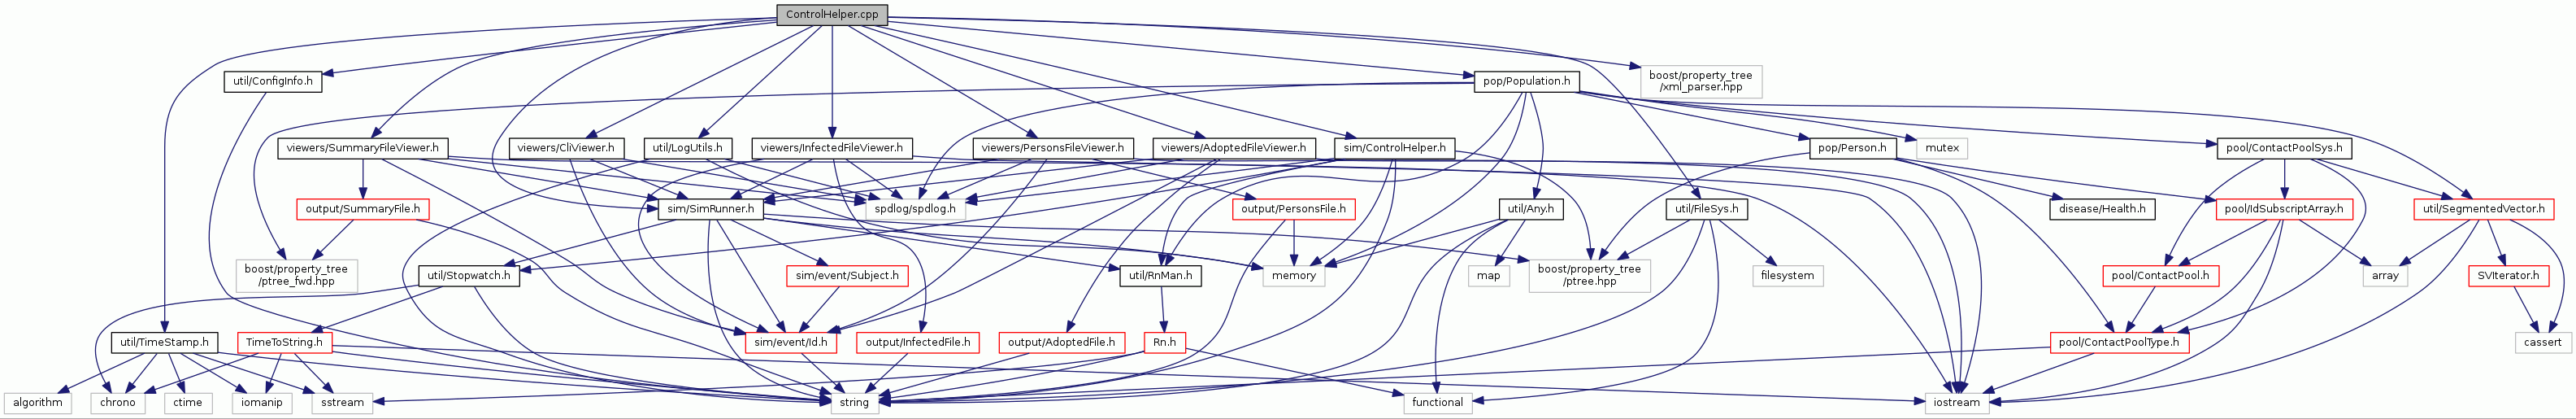 ControlHelper.cpp
util/ConfigInfo.h
pop/Population.h
boost/property_tree
/xml_parser.hpp
viewers/SummaryFileViewer.h
viewers/CliViewer.h
util/LogUtils.h
viewers/InfectedFileViewer.h
viewers/PersonsFileViewer.h
viewers/AdoptedFileViewer.h
sim/ControlHelper.h
pop/Person.h
mutex
pool/ContactPoolSys.h
output/SummaryFile.h
sim/SimRunner.h
spdlog/spdlog.h
output/PersonsFile.h
util/Any.h
util/FileSys.h
disease/Health.h
pool/IdSubscriptArray.h
util/SegmentedVector.h
boost/property_tree
/ptree_fwd.hpp
util/Stopwatch.h
sim/event/Subject.h
util/RnMan.h
memory
map
boost/property_tree
/ptree.hpp
filesystem
pool/ContactPool.h
array
SVIterator.h
util/TimeStamp.h
TimeToString.h
sim/event/Id.h
output/InfectedFile.h
output/AdoptedFile.h
Rn.h
pool/ContactPoolType.h
cassert
algorithm
chrono
ctime
iomanip
sstream
string
functional
iostream